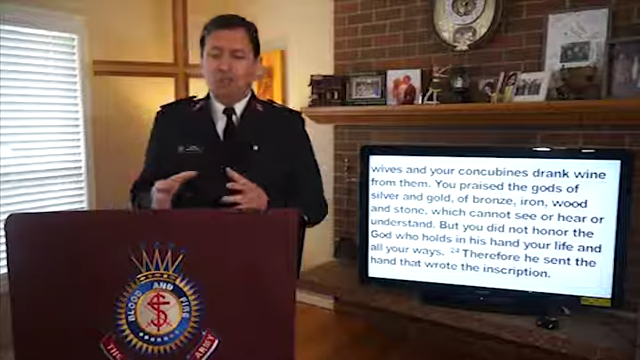 wives and your concubines drank wine
from them. You praised the gods of
silver and gold, of bronze, iron, wood
and stone, which cannot see or hear or
understand. But you did not honor the
God who holds in his hand your life and
all your ways. 24 Therefore he sent the
hand that wrote the inscription.
BLOOD AND FIRE
THE
ARMY